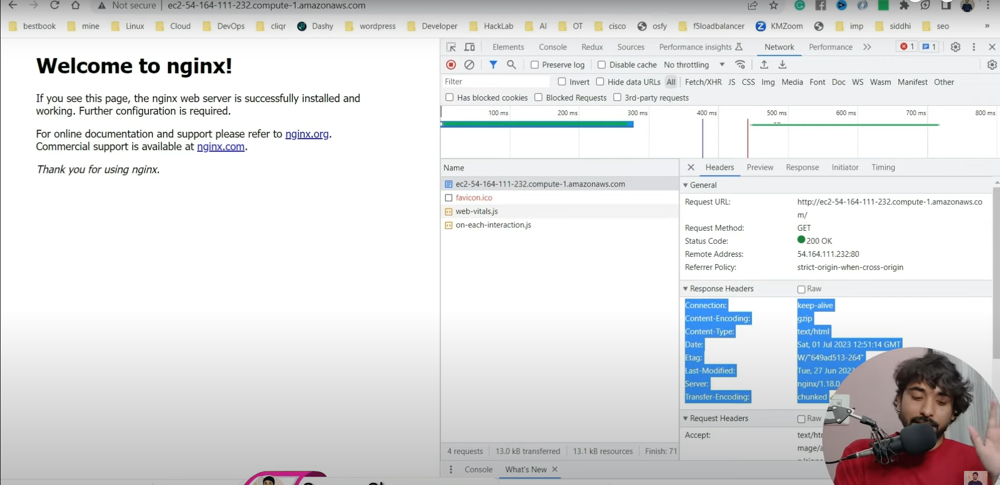 Not secure | ec2-54-164-111-232.compute-1.amazonaws.com
bestbook mine Linux Cloud DevOps cliqr Dashy wordpress Developer HackLab AI OT cisco osfy f5loadbalancer KMZoom imp siddhi seo »
Welcome to nginx!
If you see this page, the nginx web server is successfully installed and
working. Further configuration is required.
For online documentation and support please refer to nginx.org.
Commercial support is available at nginx.com.
Thank you for using nginx.
Elements Console Redux Sources Performance insights Network Performance 1 1
Preserve log Disable cache No throttling
Filter Invert Hide data URLs All Fetch/XHR JS CSS Img Media Font Doc WS Wasm Manifest Other
Has blocked cookies Blocked Requests 3rd-party requests
100 ms 200 ms 300 ms 400 ms 500 ms 600 ms 700 ms 800 ms
Name
ec2-54-164-111-232.compute-1.amazonaws.com
favicon.ico
web-vitals.js
on-each-interaction.js
4 requests 13.0 kB transferred 13.1 kB resources Finish: 71
Headers Preview Response Initiator Timing
General
Request URL: http://ec2-54-164-111-232.compute-1.amazonaws.co
m/
Request Method: GET
Status Code: 200 OK
Remote Address: 54.164.111.232:80
Referrer Policy: strict-origin-when-cross-origin
Response Headers Raw
Connection: keep-alive
Content-Encoding: gzip
Content-Type: text/html
Date: Sat, 01 Jul 2023 12:51:14 GMT
Etag: W/"649ad513-264"
Last-Modified: Tue, 27 Jun 2023
Server: nginx/1.18.0
Transfer-Encoding: chunked
Request Headers Raw
Accept: text/htm
mage/a
Console What's New